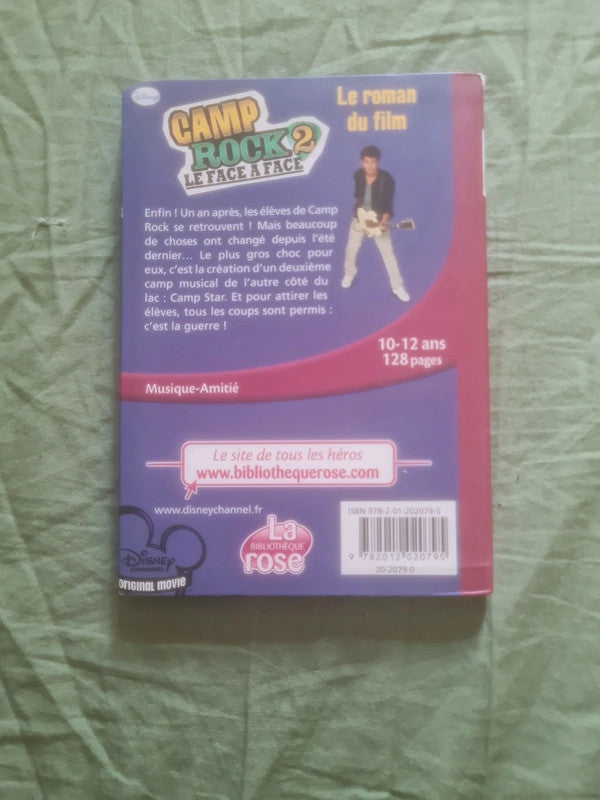 Disney
CAMP
ROCK 2
LE FACE A FACE
Le roman
du film
Enfin ! Un an après, les élèves de Camp
Rock se retrouvent ! Mais beaucoup
de choses ont changé depuis l'été
dernier... Le plus gros choc pour
eux, c'est la création d'un deuxième
camp musical de l'autre côté du
lac : Camp Star. Et pour attirer les
élèves, tous les coups sont permis :
c'est la guerre !
10-12 ans
128 pages
Musique-Amitié
Le site de tous les héros
www.bibliothequerose.com
www.disneychannel.fr
Disney
CHANNEL
ORIGINAL MOVIE
La
BIBLIOTHÈQUE
rose
ISBN 978-2-01-202079-5
9 782012 020795
20-2079-0